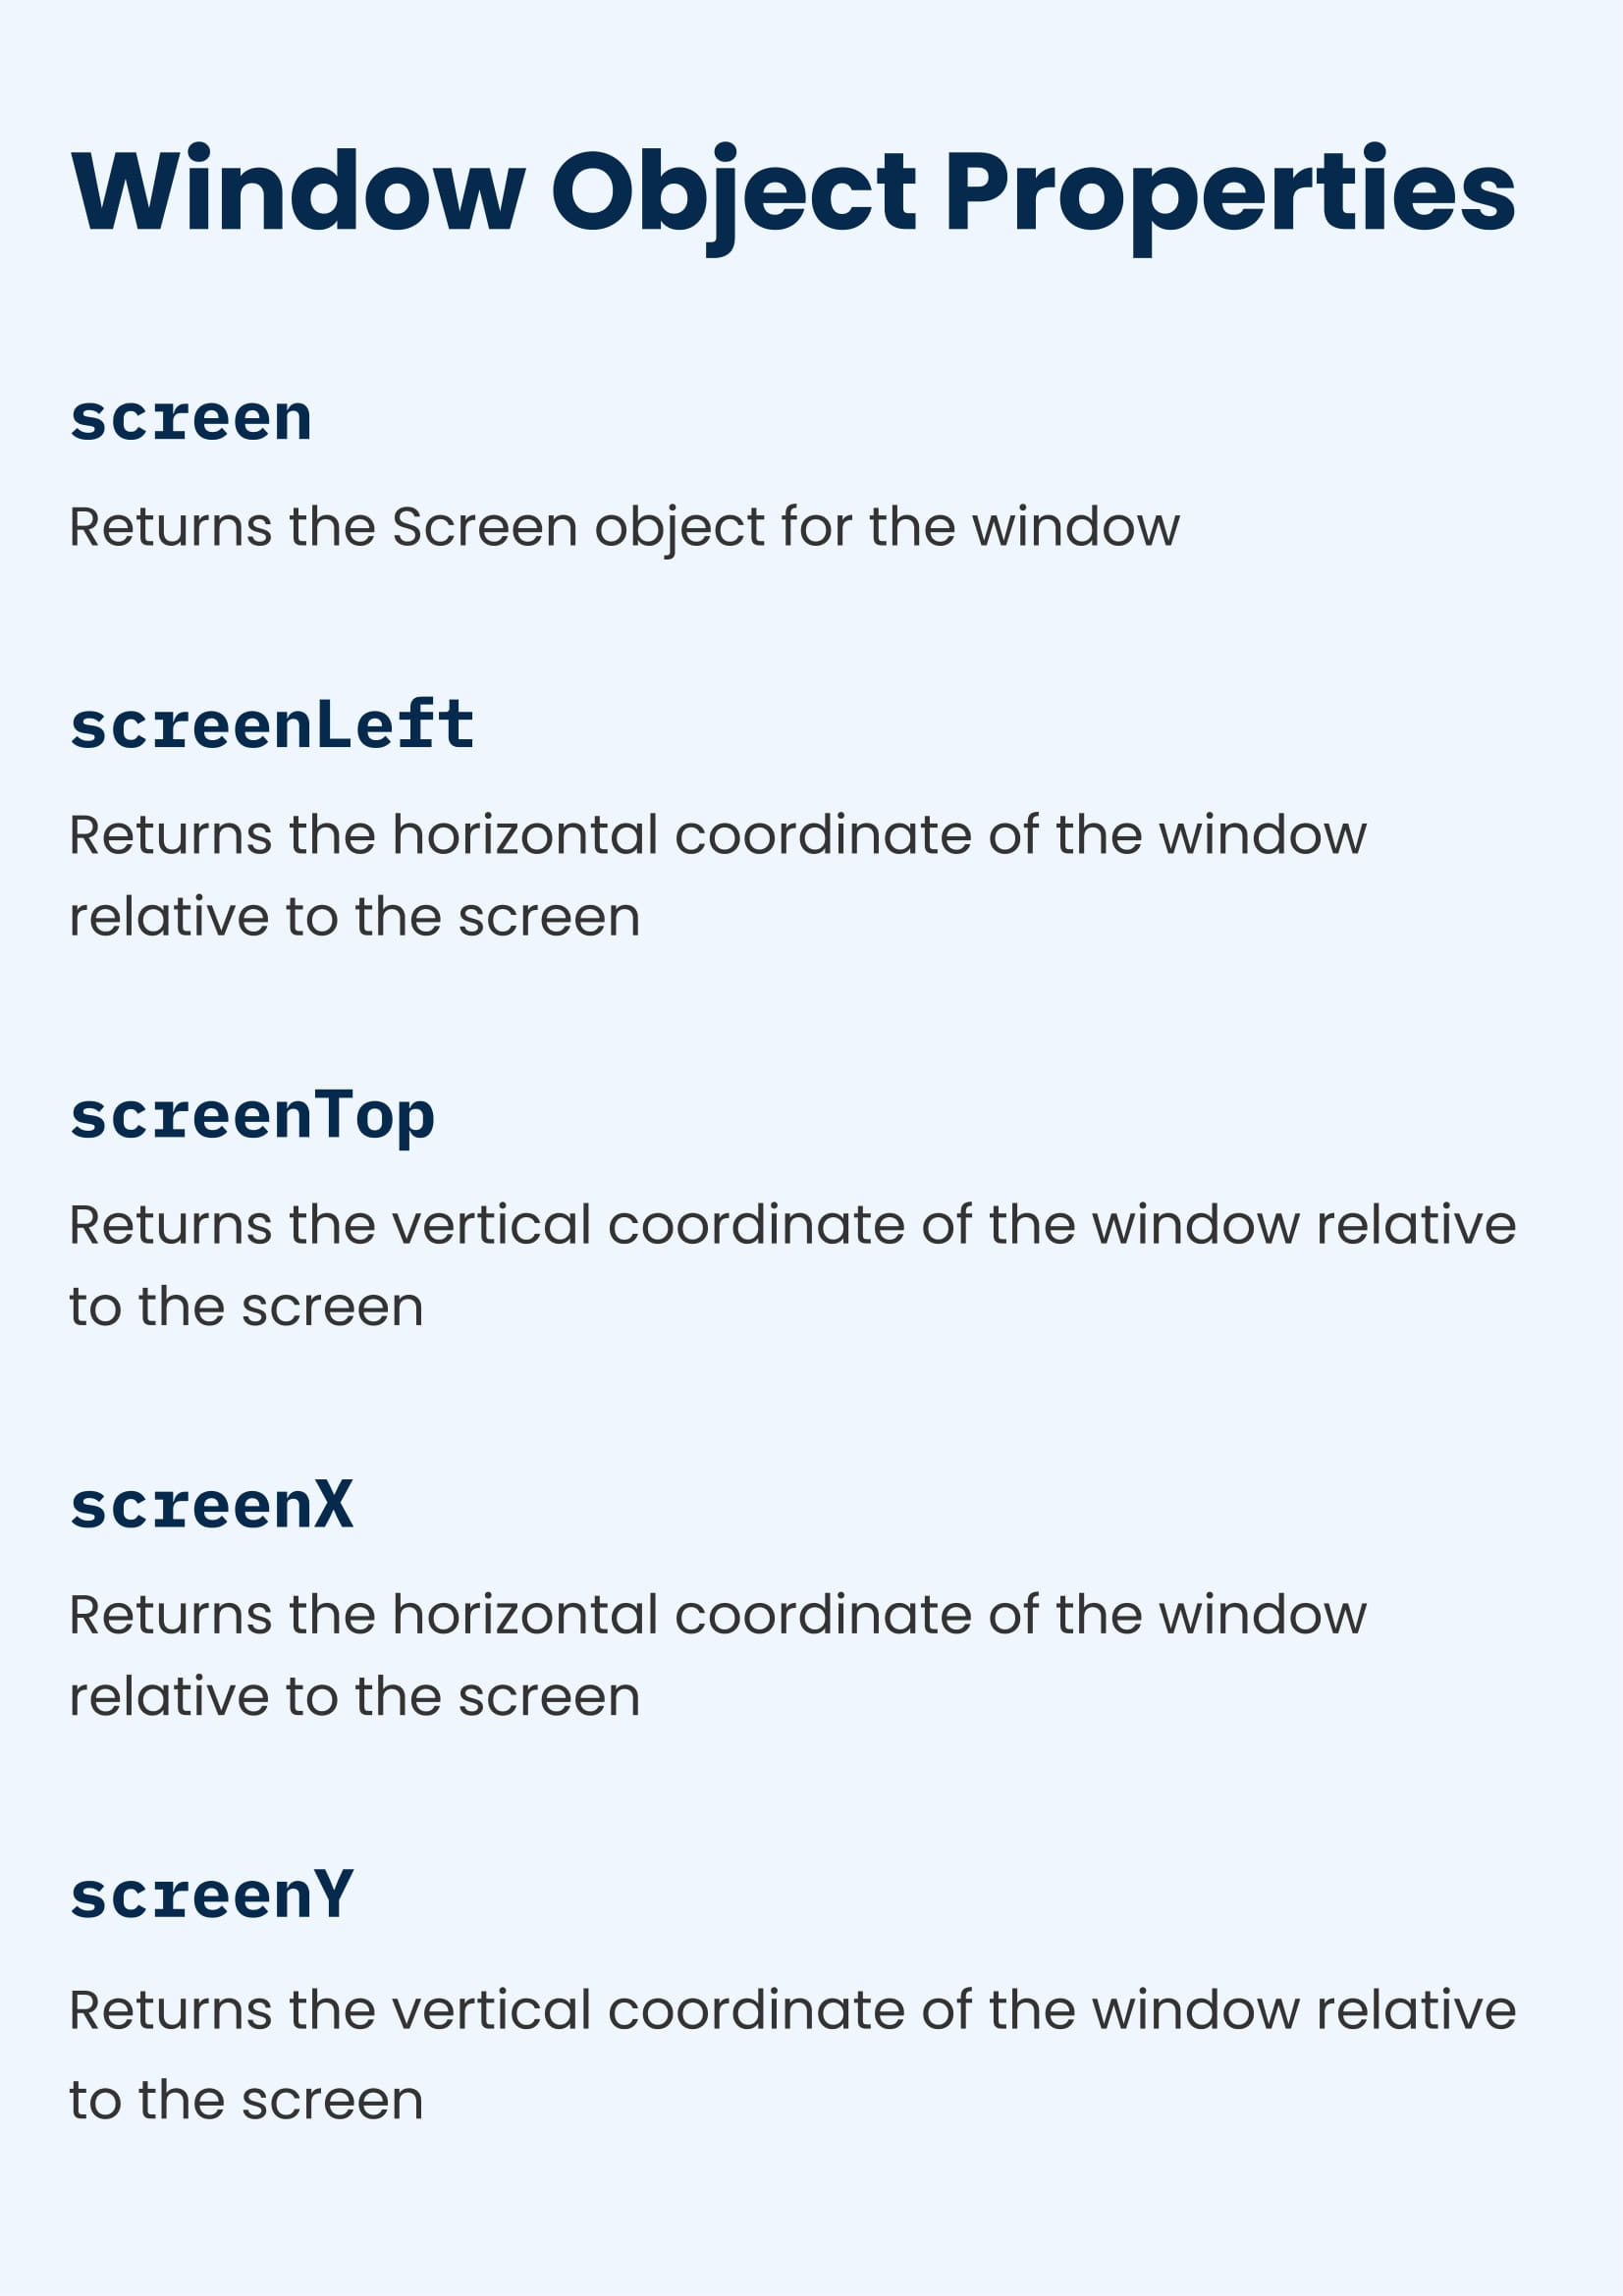 Window Object Properties
screen
Returns the Screen object for the window
screenLeft
Returns the horizontal coordinate of the window
relative to the screen
screenTop
Returns the vertical coordinate of the window relative
to the screen
screenX
Returns the horizontal coordinate of the window
relative to the screen
screenY
Returns the vertical coordinate of the window relative
to the screen